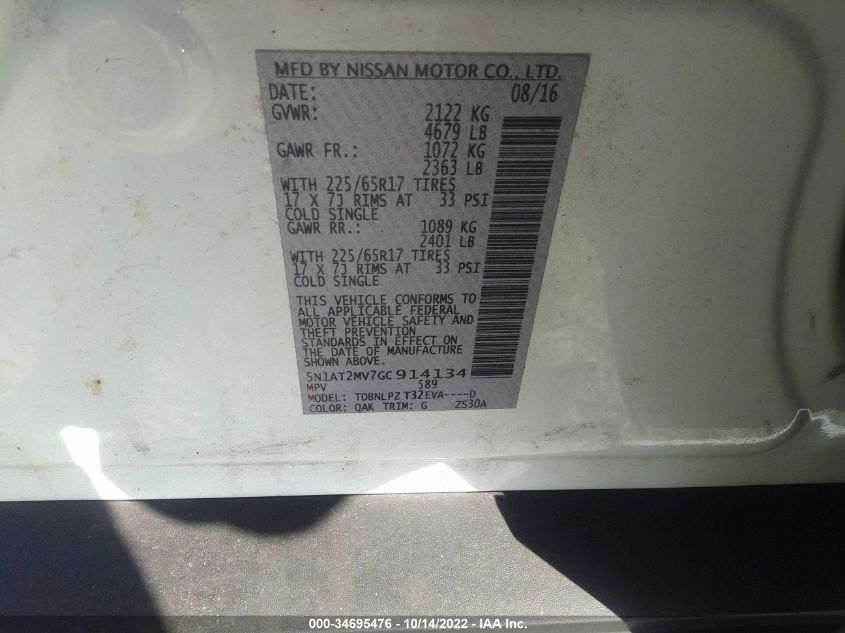 MFD BY NISSAN MOTOR CO., LTD.
DATE: 08/16
GVWR: 2122 KG
4679 LB
GAWR FR.: 1072 KG
2363 LB
WITH 225/65R17 TIRES
17 X 7J RIMS AT 33 PSI
COLD SINGLE
GAWR RR.: 1089 KG
2401 LB
WITH 225/65R17 TIRES
17 X 7J RIMS AT 33 PSI
COLD SINGLE
THIS VEHICLE CONFORMS TO
ALL APPLICABLE FEDERAL
MOTOR VEHICLE SAFETY AND
THEFT PREVENTION
STANDARDS IN EFFECT ON
THE DATE OF MANUFACTURE
SHOWN ABOVE.
5N1AT2MV7GC914134
MPV 589
MODEL: TDBNLPZ T32EVA----D
COLOR: QAK TRIM: G ZS30A
000-34695476 - 10/14/2022 - IAA Inc.